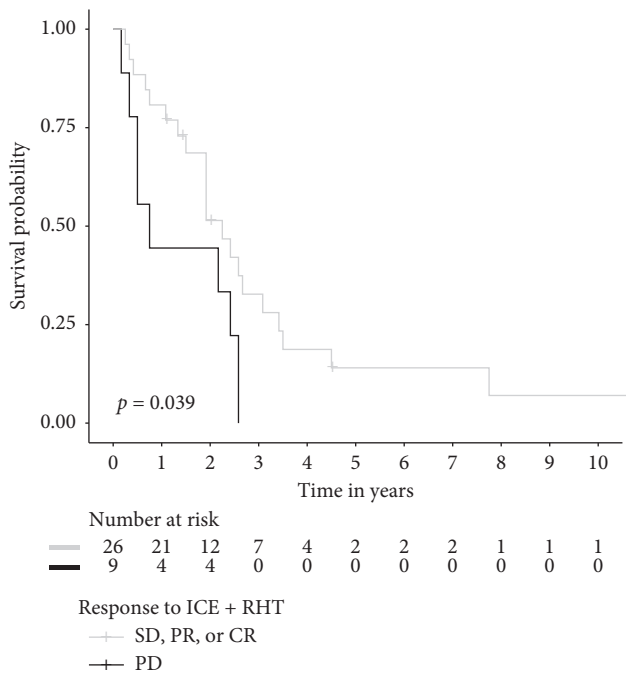 1.00
0.75
0.50
0.25
0.00
Survival probability
p = 0.039
0 1 2 3 4 5 6 7 8 9 10
Time in years
Number at risk
26 21 12 7 4 2 2 2 1 1 1
9 4 4 0 0 0 0 0 0 0 0
Response to ICE + RHT
SD, PR, or CR
PD